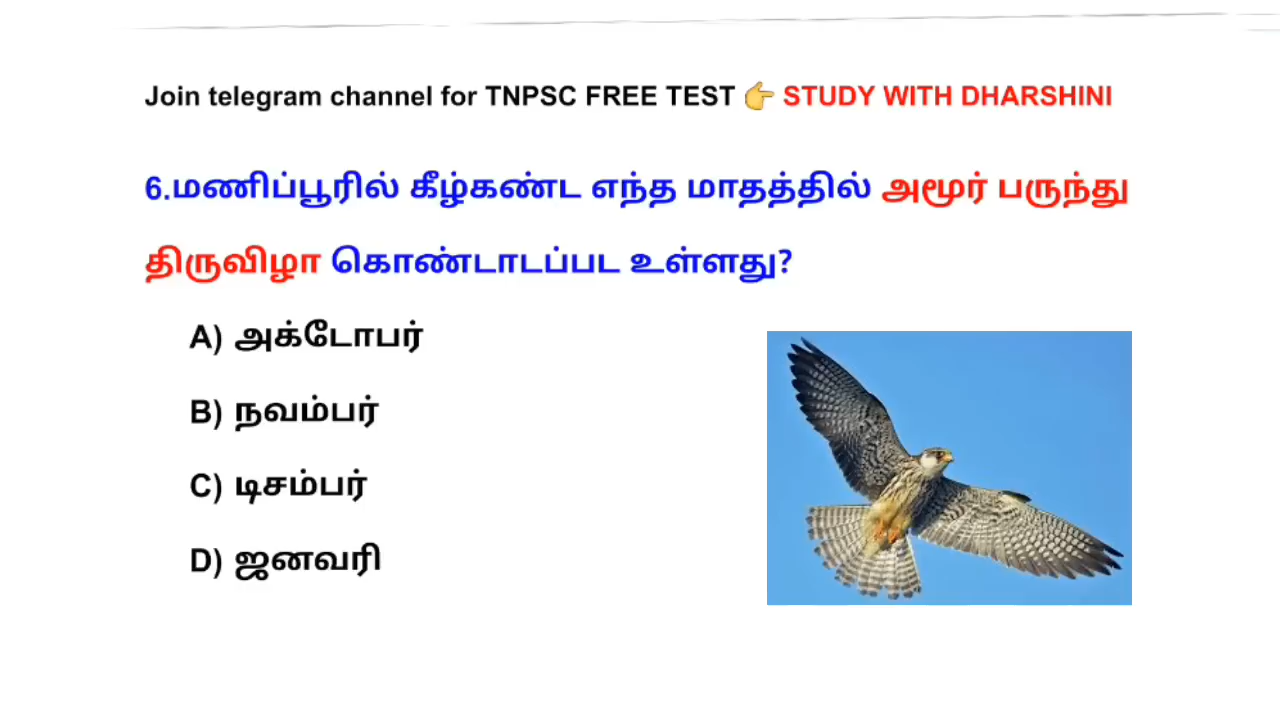 Join telegram channel for TNPSC FREE TEST 👉 STUDY WITH DHARSHINI
6.மணிப்பூரில் கீழ்கண்ட எந்த மாதத்தில் அமூர் பருந்து
திருவிழா கொண்டாடப்பட உள்ளது?
A) அக்டோபர்
B) நவம்பர்
C) டிசம்பர்
D) ஜனவரி